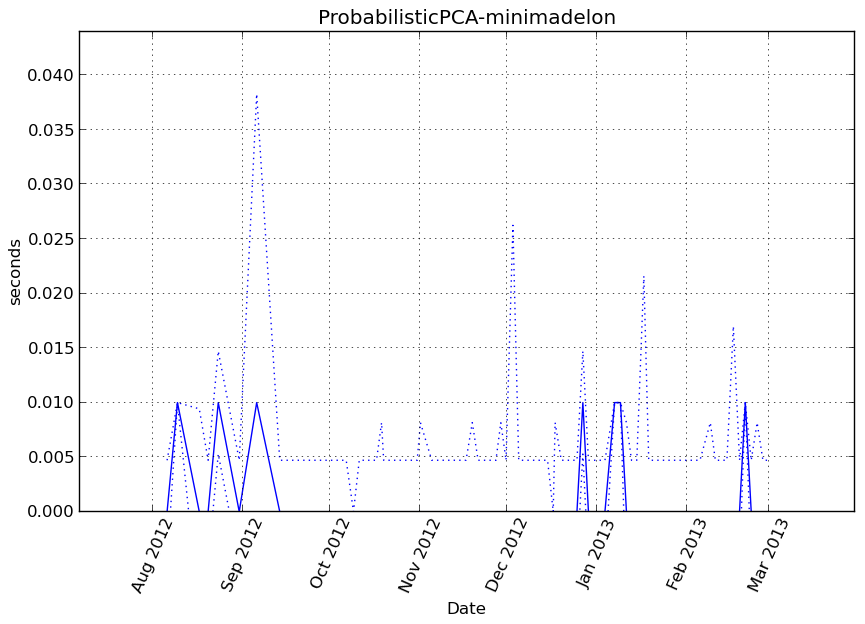 ProbabilisticPCA-minimadelon
0.040
0.035
0.030
0.025
0.020
0.015
0.010
0.005
0.000
seconds
Aug 2012
Sep 2012
Oct 2012
Nov 2012
Dec 2012
Jan 2013
Feb 2013
Mar 2013
Date